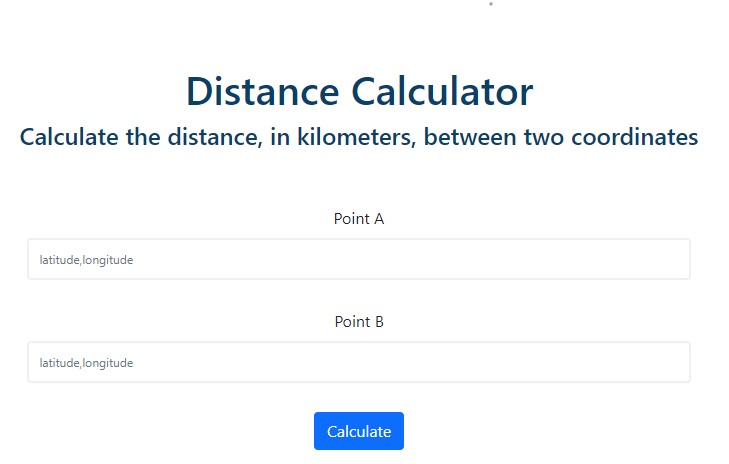 Distance Calculator
Calculate the distance, in kilometers, between two coordinates
Point A
latitude,longitude
Point B
latitude,longitude
Calculate